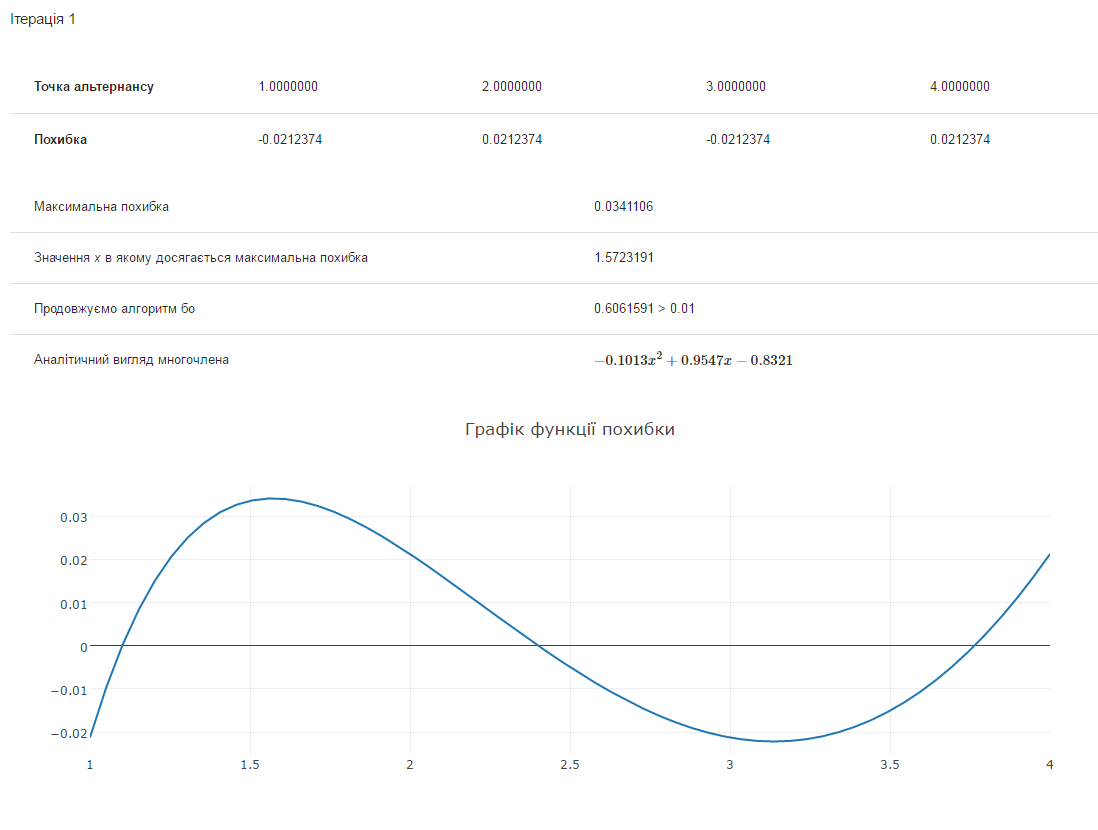 Ітерація 1
Точка альтернансу 1.0000000 2.0000000 3.0000000 4.0000000
Похибка -0.0212374 0.0212374 -0.0212374 0.0212374
Максимальна похибка 0.0341106
Значення x в якому досягається максимальна похибка 1.5723191
Продовжуємо алгоритм бо 0.6061591 > 0.01
Аналітичний вигляд многочлена −0.1013x² + 0.9547x − 0.8321
Графік функції похибки
0.03
0.02
0.01
0
−0.01
−0.02
1 1.5 2 2.5 3 3.5 4